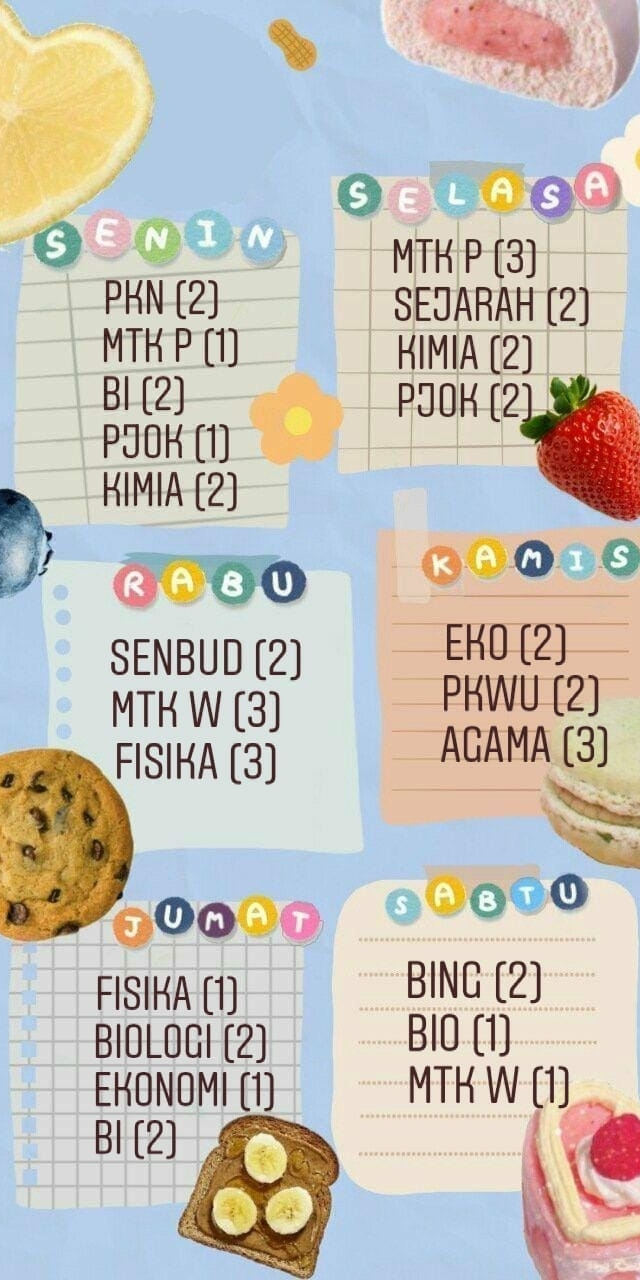 SENIN
PKN (2)
MTK P (1)
BI (2)
PJOK (1)
KIMIA (2)
SELASA
MTK P (3)
SEJARAH (2)
KIMIA (2)
PJOK (2)
RABU
SENBUD (2)
MTK W (3)
FISIKA (3)
KAMIS
EKO (2)
PKWU (2)
AGAMA (3)
JUMAT
FISIKA (1)
BIOLOGI (2)
EKONOMI (1)
BI (2)
SABTU
BING (2)
BIO (1)
MTK W (1)